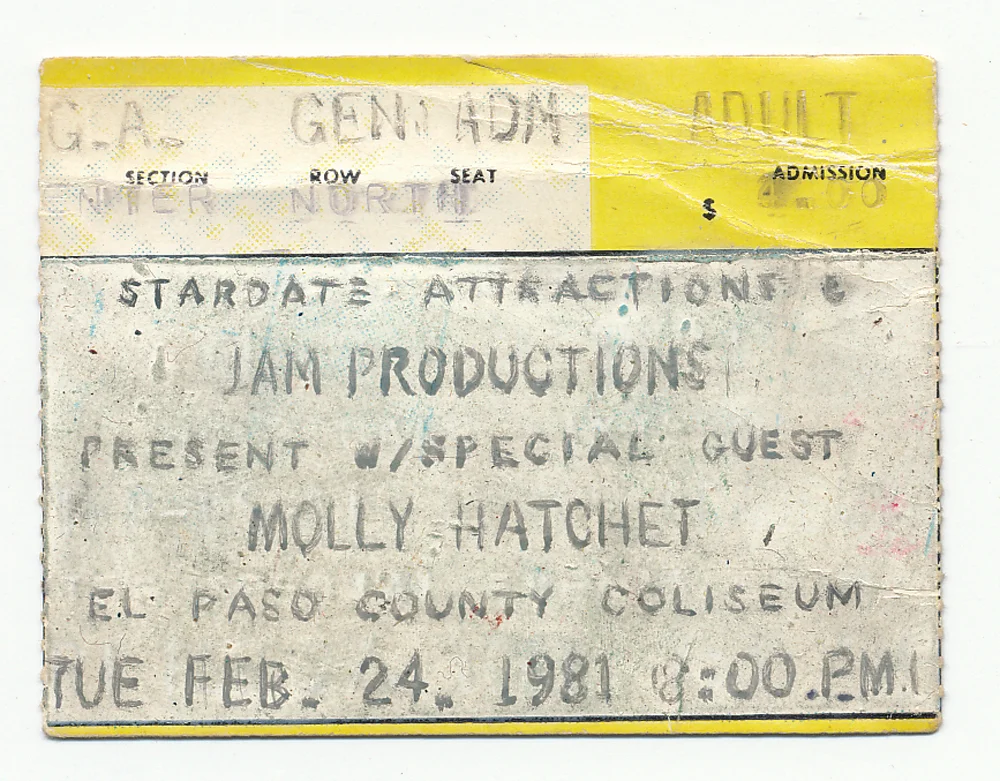 G.A. GEN. ADM ADULT
SECTION ROW SEAT ADMISSION
NORTH $
STARDATE ATTRACTIONS &
JAM PRODUCTIONS
PRESENT W/SPECIAL GUEST
MOLLY HATCHET
EL PASO COUNTY COLISEUM
TUE FEB. 24. 1981 8:00 P.M.